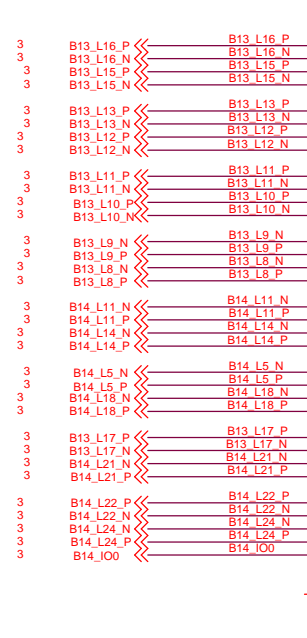 3 B13_L16_P B13_L16_P
3 B13_L16_N B13_L16_N
3 B13_L15_P B13_L15_P
3 B13_L15_N B13_L15_N
3 B13_L13_P B13_L13_P
3 B13_L13_N B13_L13_N
3 B13_L12_P B13_L12_P
3 B13_L12_N B13_L12_N
3 B13_L11_P B13_L11_P
3 B13_L11_N B13_L11_N
3 B13_L10_P B13_L10_P
3 B13_L10_N B13_L10_N
3 B13_L9_N B13_L9_N
3 B13_L9_P B13_L9_P
3 B13_L8_N B13_L8_N
3 B13_L8_P B13_L8_P
3 B14_L11_N B14_L11_N
3 B14_L11_P B14_L11_P
3 B14_L14_N B14_L14_N
3 B14_L14_P B14_L14_P
3 B14_L5_N B14_L5_N
3 B14_L5_P B14_L5_P
3 B14_L18_N B14_L18_N
3 B14_L18_P B14_L18_P
3 B13_L17_P B13_L17_P
3 B13_L17_N B13_L17_N
3 B14_L21_N B14_L21_N
3 B14_L21_P B14_L21_P
3 B14_L22_P B14_L22_P
3 B14_L22_N B14_L22_N
3 B14_L24_N B14_L24_N
3 B14_L24_P B14_L24_P
3 B14_IO0 B14_IO0